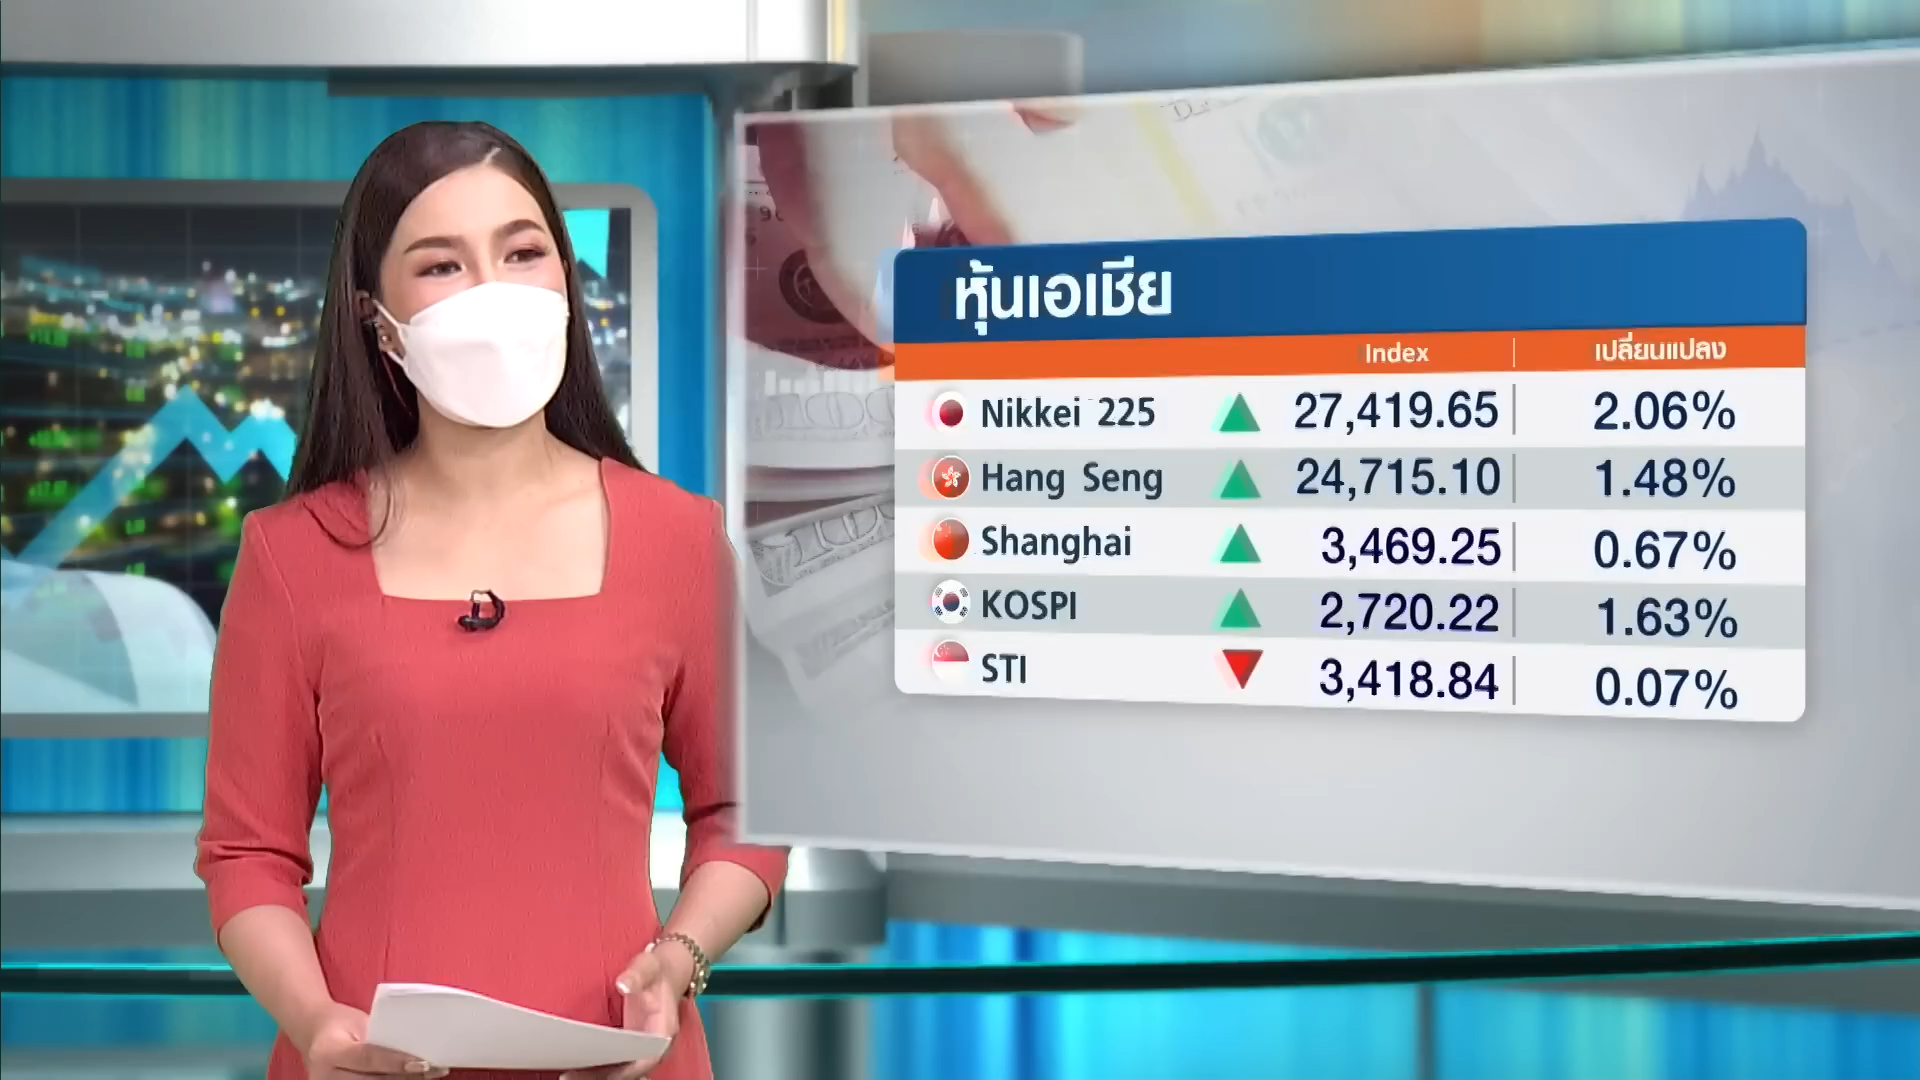 หุ้นเอเชีย
Index เปลี่ยนแปลง
Nikkei 225 ▲ 27,419.65 2.06%
Hang Seng ▲ 24,715.10 1.48%
Shanghai ▲ 3,469.25 0.67%
KOSPI ▲ 2,720.22 1.63%
STI ▼ 3,418.84 0.07%